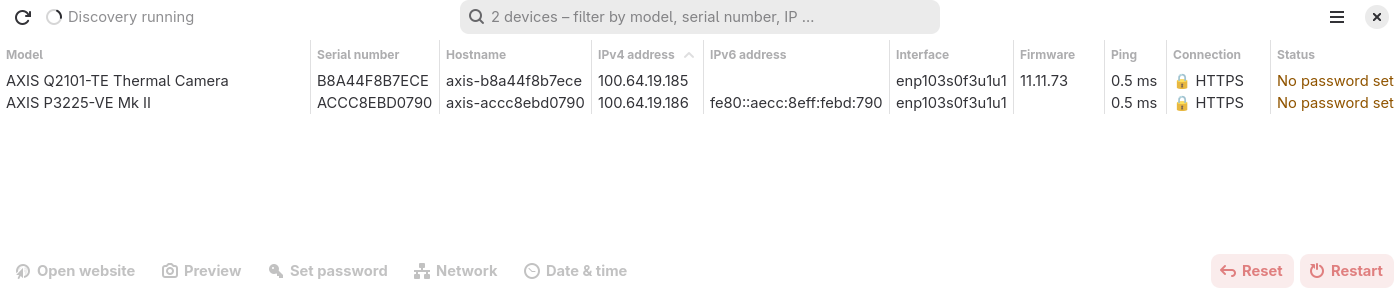 Discovery running
2 devices – filter by model, serial number, IP ...
Model Serial number Hostname IPv4 address IPv6 address Interface Firmware Ping Connection Status
AXIS Q2101-TE Thermal Camera B8A44F8B7ECE axis-b8a44f8b7ece 100.64.19.185 enp103s0f3u1u1 11.11.73 0.5 ms HTTPS No password set
AXIS P3225-VE Mk II ACCC8EBD0790 axis-accc8ebd0790 100.64.19.186 fe80::aecc:8eff:febd:790 enp103s0f3u1u1 0.5 ms HTTPS No password set
Open website Preview Set password Network Date & time Reset Restart